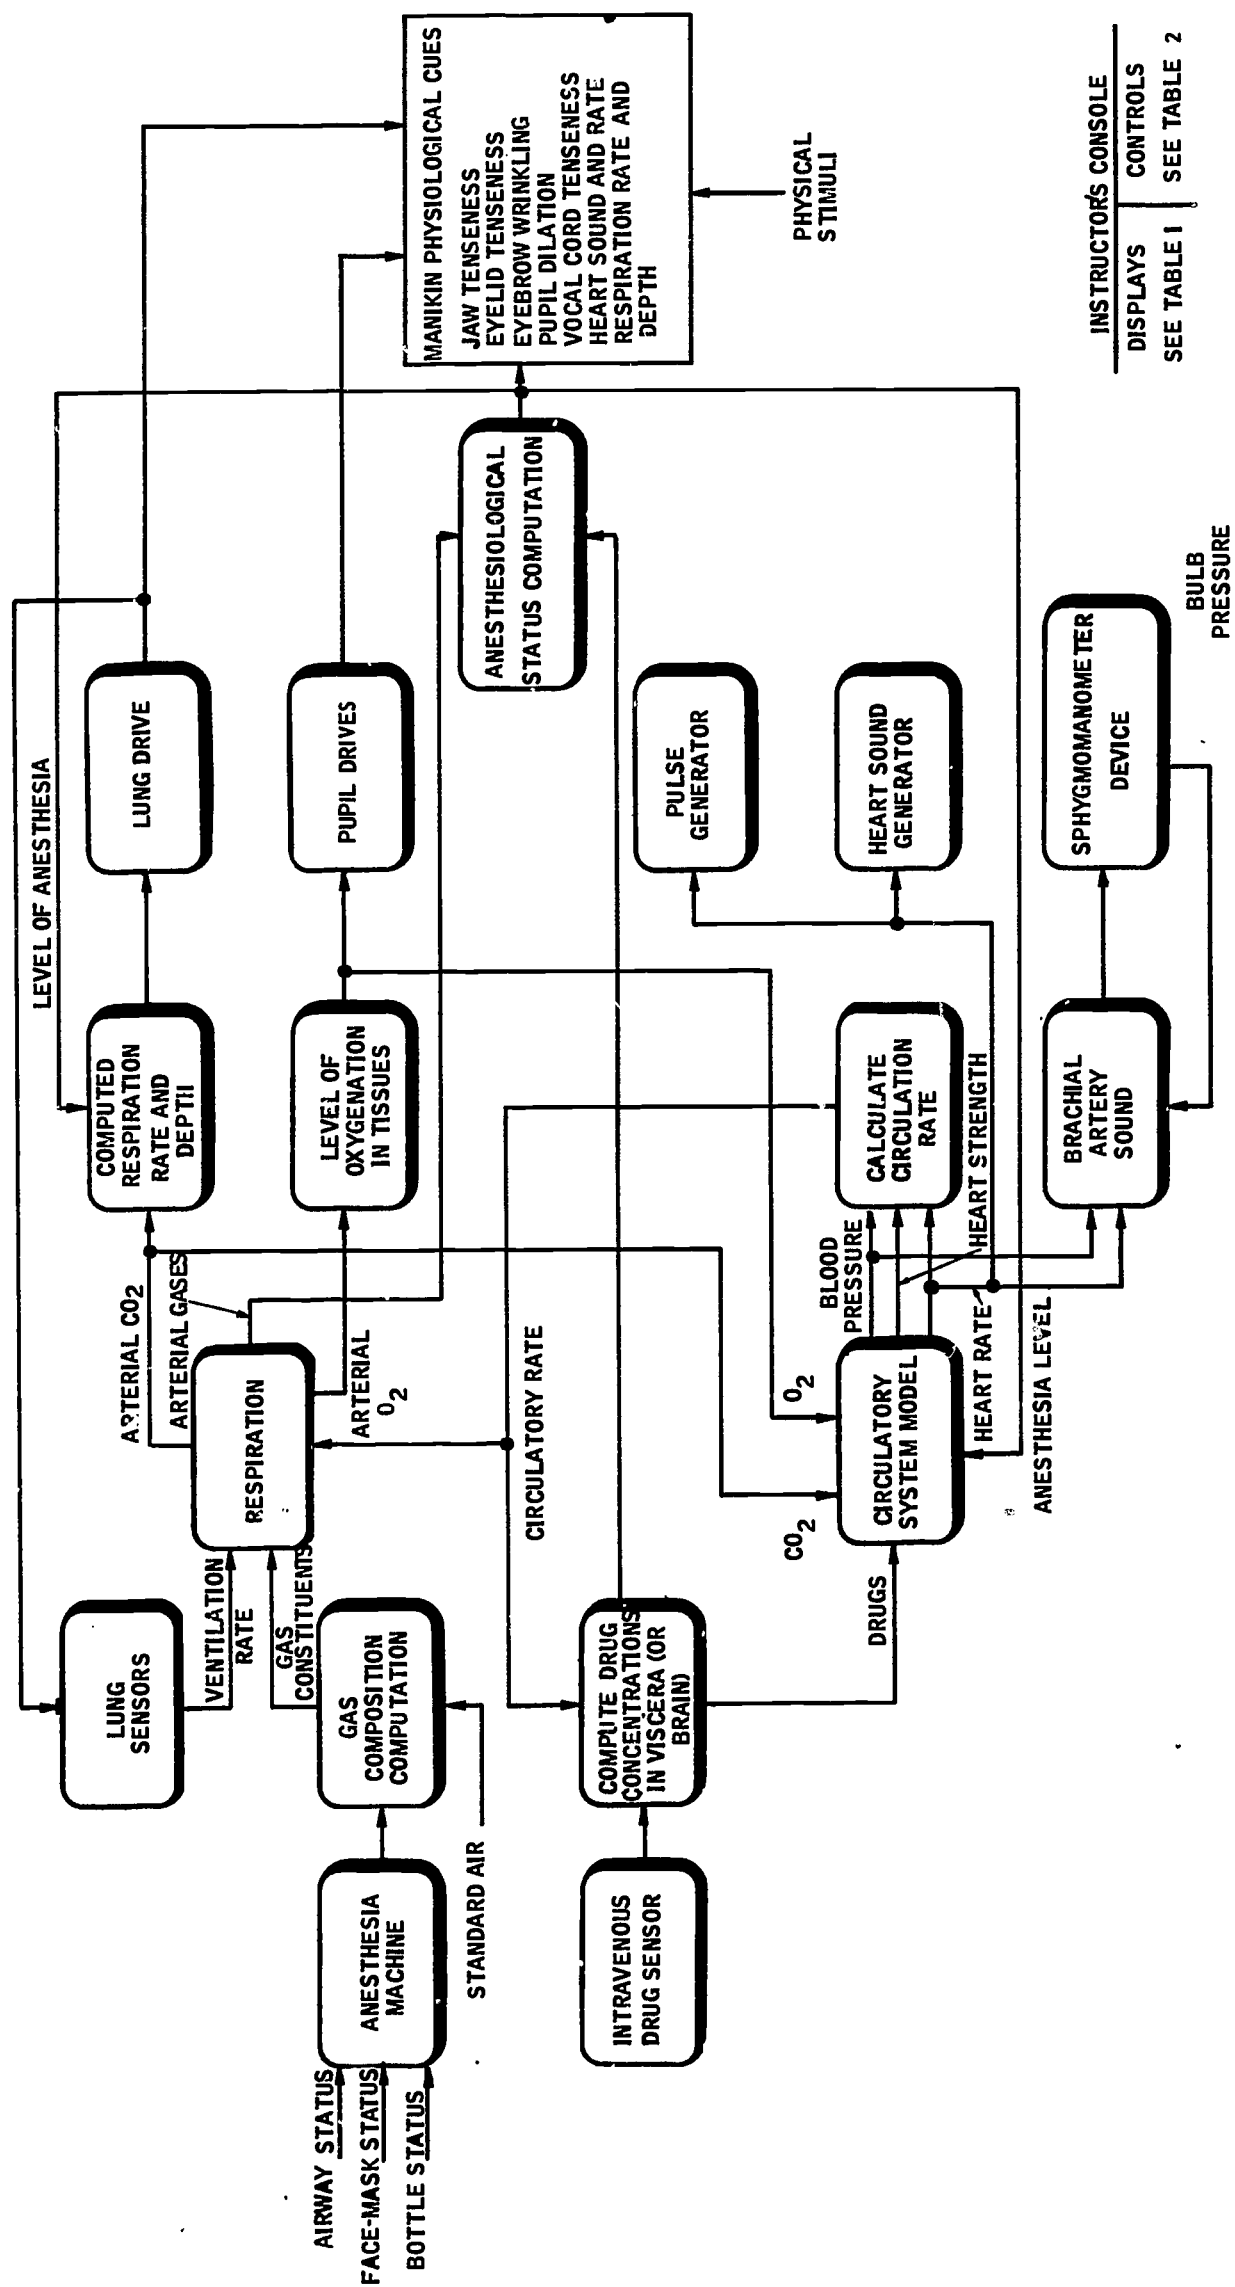 AIRWAY STATUS
FACE-MASK STATUS
BOTTLE STATUS
ANESTHESIA
MACHINE
STANDARD AIR
INTRAVENOUS
DRUG SENSOR
LUNG
SENSORS
VENTILATION
RATE
GAS
CONSTITUENTS
GAS
COMPOSITION
COMPUTATION
COMPUTE DRUG
CONCENTRATIONS
IN VISCERA (OR
BRAIN)
DRUGS
ARTERIAL CO2
ARTERIAL GASES
RESPIRATION
ARTERIAL
O2
CIRCULATORY RATE
CO2
O2
CIRCULATORY
SYSTEM MODEL
BLOOD
PRESSURE
HEART STRENGTH
HEART RATE
ANESTHESIA LEVEL
LEVEL OF ANESTHESIA
COMPUTED
RESPIRATION
RATE AND
DEPTH
LEVEL OF
OXYGENATION
IN TISSUES
CALCULATE
CIRCULATION
RATE
BRACHIAL
ARTERY
SOUND
LUNG DRIVE
PUPIL DRIVES
PULSE
GENERATOR
HEART SOUND
GENERATOR
SPHYGMOMANOMETER
DEVICE
BULB
PRESSURE
ANESTHESIOLOGICAL
STATUS COMPUTATION
MANIKIN PHYSIOLOGICAL CUES
JAW TENSENESS
EYELID TENSENESS
EYEBROW WRINKLING
PUPIL DILATION
VOCAL CORD TENSENESS
HEART SOUND AND RATE
RESPIRATION RATE AND
DEPTH
PHYSICAL
STIMULI
INSTRUCTORS CONSOLE
DISPLAYS CONTROLS
SEE TABLE 1 SEE TABLE 2